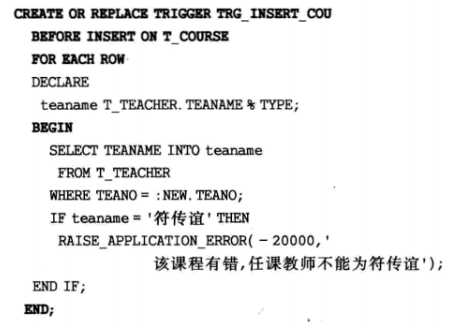 CREATE OR REPLACE TRIGGER TRG_INSERT_COU
BEFORE INSERT ON T_COURSE
FOR EACH ROW
DECLARE
teaname T_TEACHER.TEANAME % TYPE;
BEGIN
SELECT TEANAME INTO teaname
FROM T_TEACHER
WHERE TEANO = :NEW.TEANO;
IF teaname = '符传谊' THEN
RAISE_APPLICATION_ERROR( - 20000,'
该课程有错,任课教师不能为符传谊');
END IF;
END;